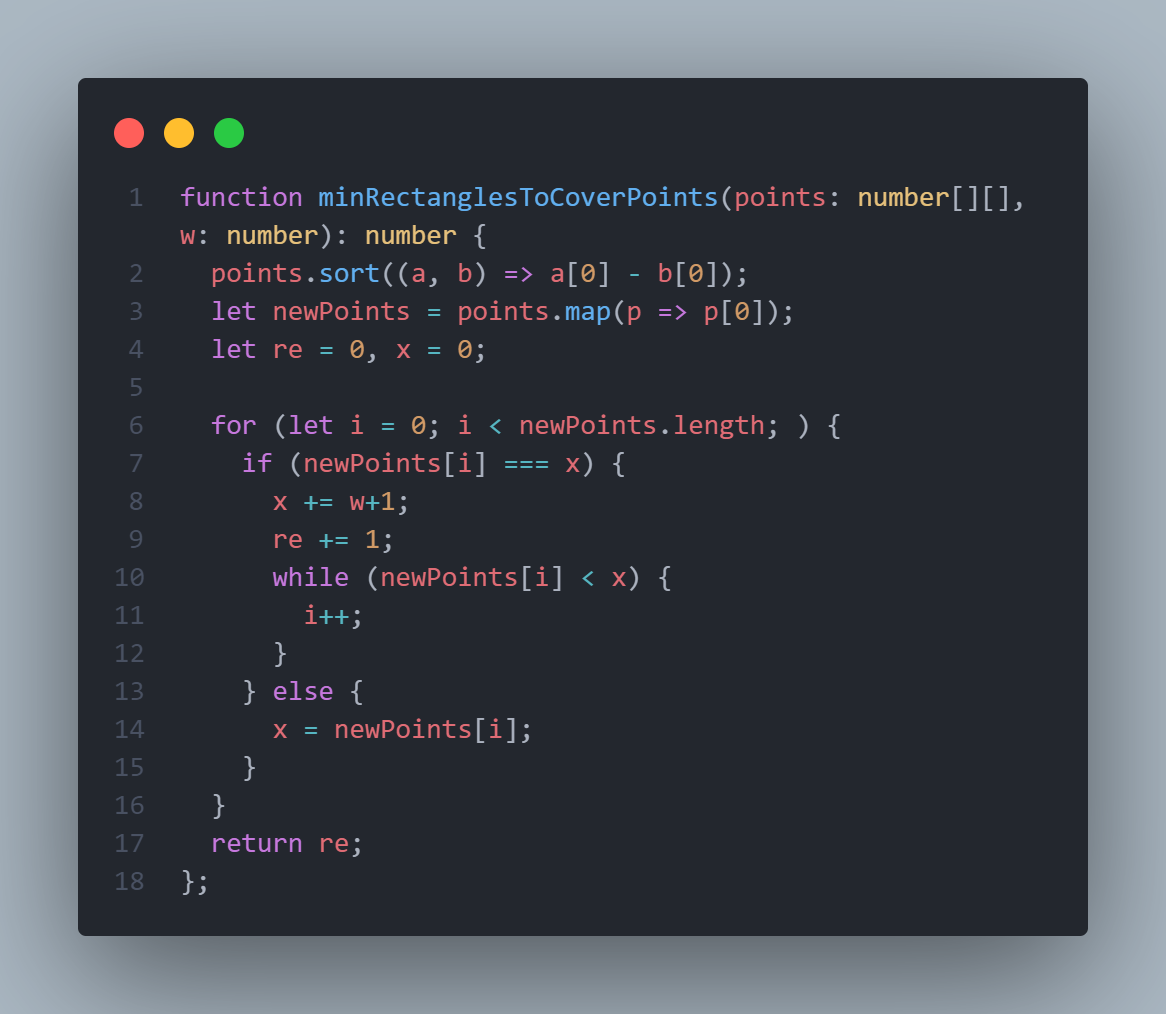 1 function minRectanglesToCoverPoints(points: number[][],
w: number): number {
2   points.sort((a, b) => a[0] - b[0]);
3   let newPoints = points.map(p => p[0]);
4   let re = 0, x = 0;
5
6   for (let i = 0; i < newPoints.length; ) {
7     if (newPoints[i] === x) {
8       x += w+1;
9       re += 1;
10       while (newPoints[i] < x) {
11         i++;
12       }
13     } else {
14       x = newPoints[i];
15     }
16   }
17   return re;
18 };